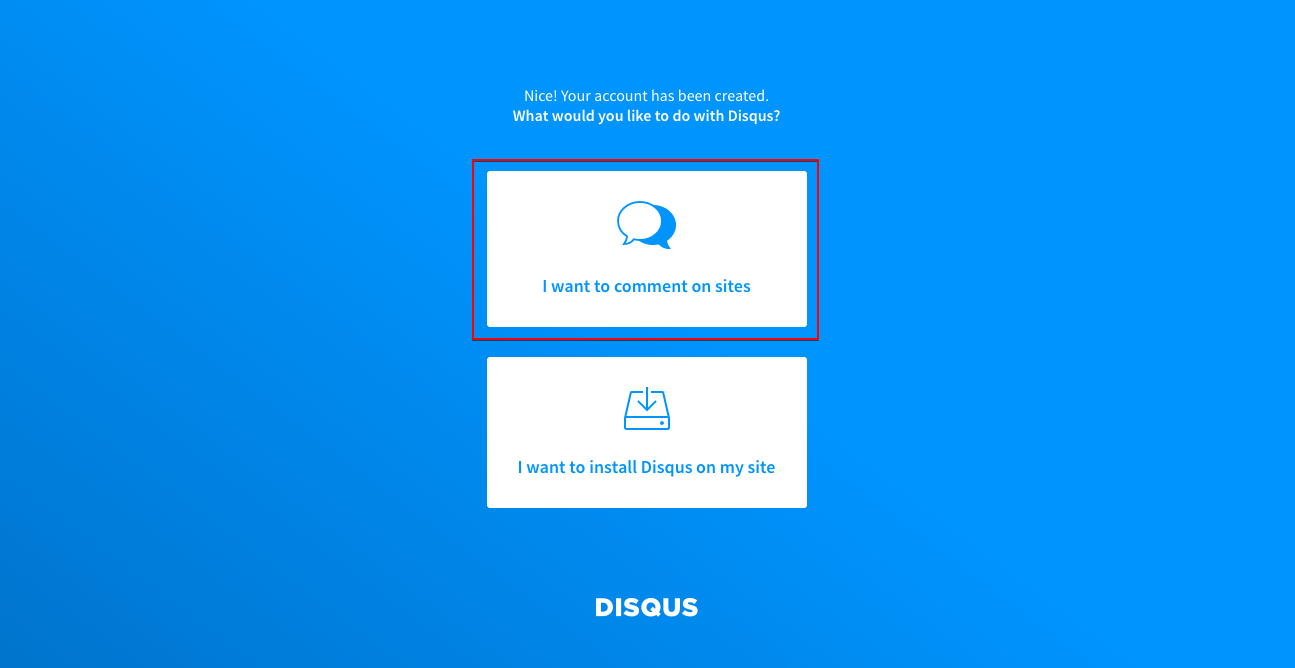 Nice! Your account has been created.
What would you like to do with Disqus?
I want to comment on sites
I want to install Disqus on my site
DISQUS